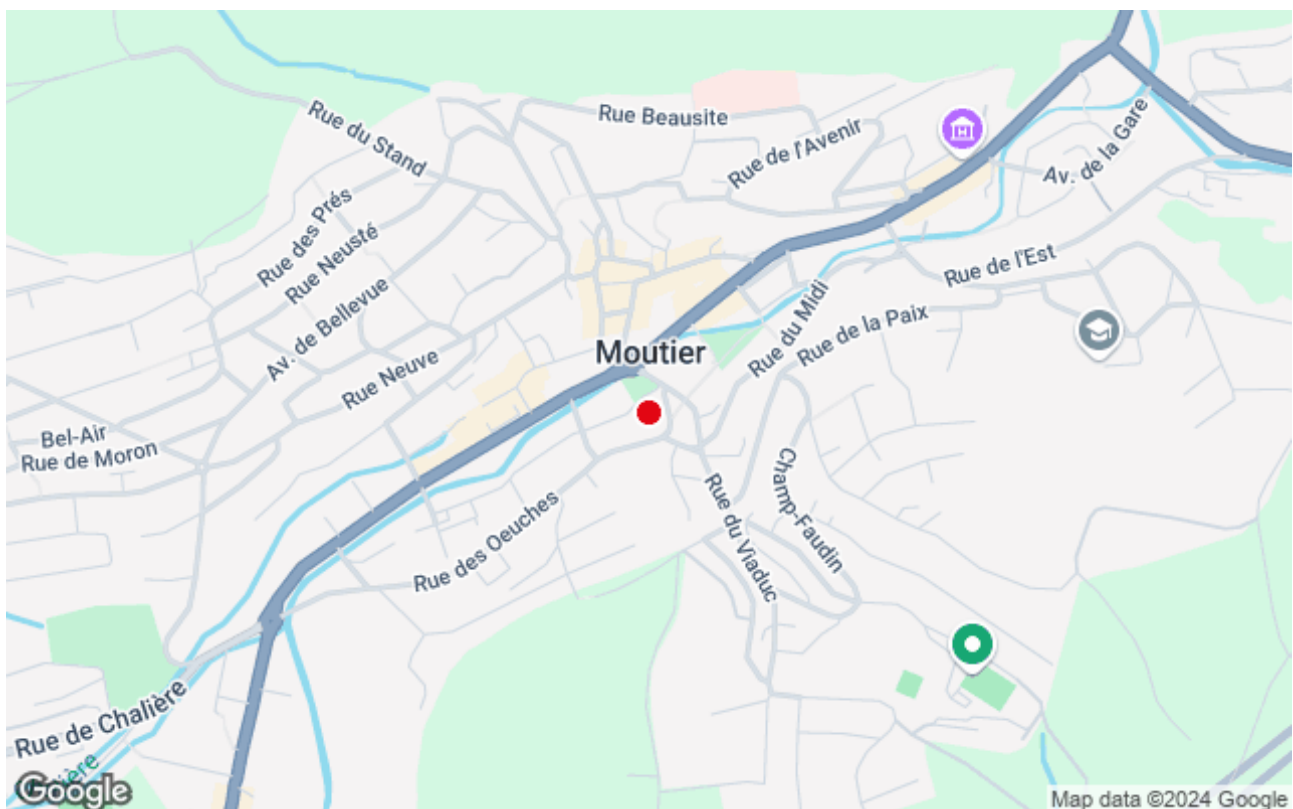 Rue du Stand
Rue Beausite
Rue de l'Avenir
Av. de la Gare
Rue des Prés
Rue Neusté
Av. de Bellevue
Rue Neuve
Moutier
Rue du Midi
Rue de la Paix
Rue de l'Est
Bel-Air
Rue de Moron
Rue des Oeuches
Rue du Viaduc
Champ-Faudin
Rue de Chalière
Google
Map data ©2024 Google